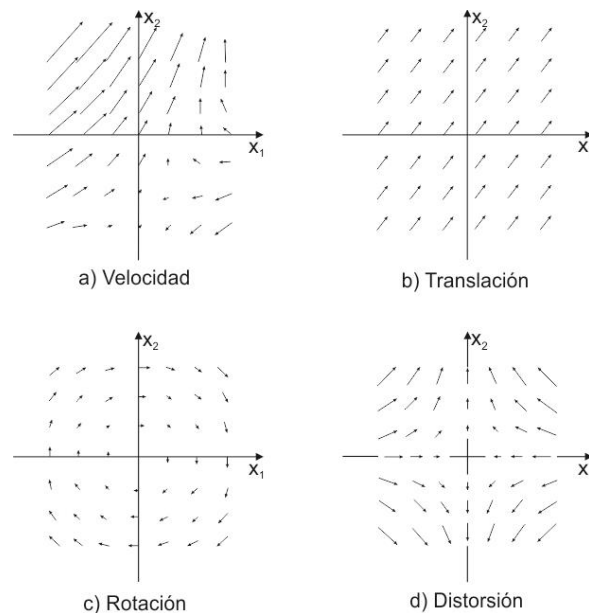 x2
x1
a) Velocidad
x2
x
b) Translación
x2
x1
c) Rotación
x2
x
d) Distorsión